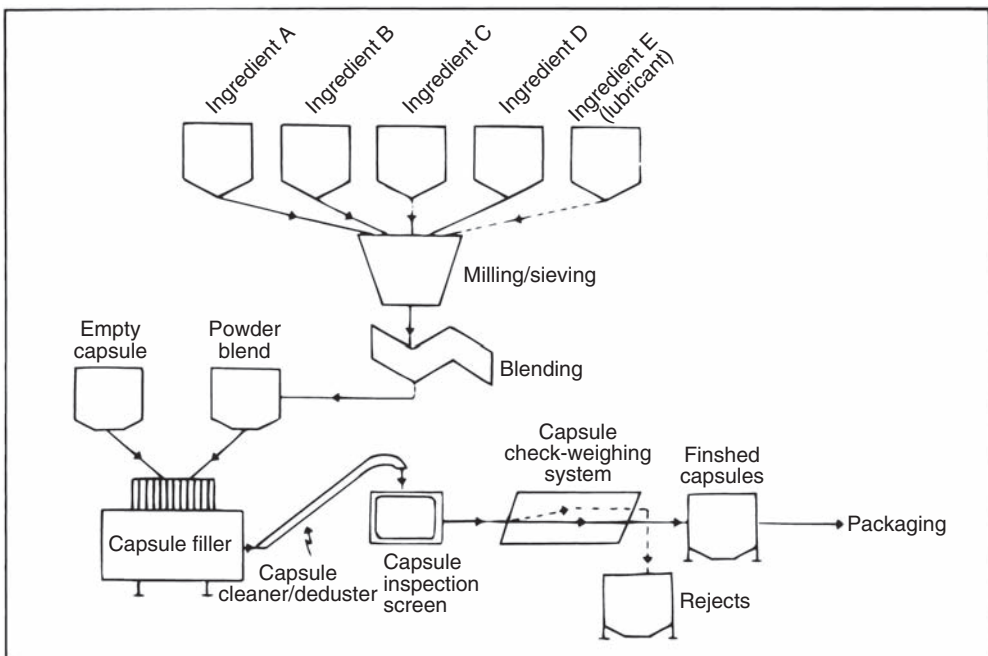 Ingredient A
Ingredient B
Ingredient C
Ingredient D
Ingredient E
(lubricant)
Milling/sieving
Empty
capsule
Powder
blend
Blending
Capsule
check-weighing
system
Finshed
capsules
Capsule filler
Capsule
cleaner/deduster
Capsule
inspection
screen
Packaging
Rejects